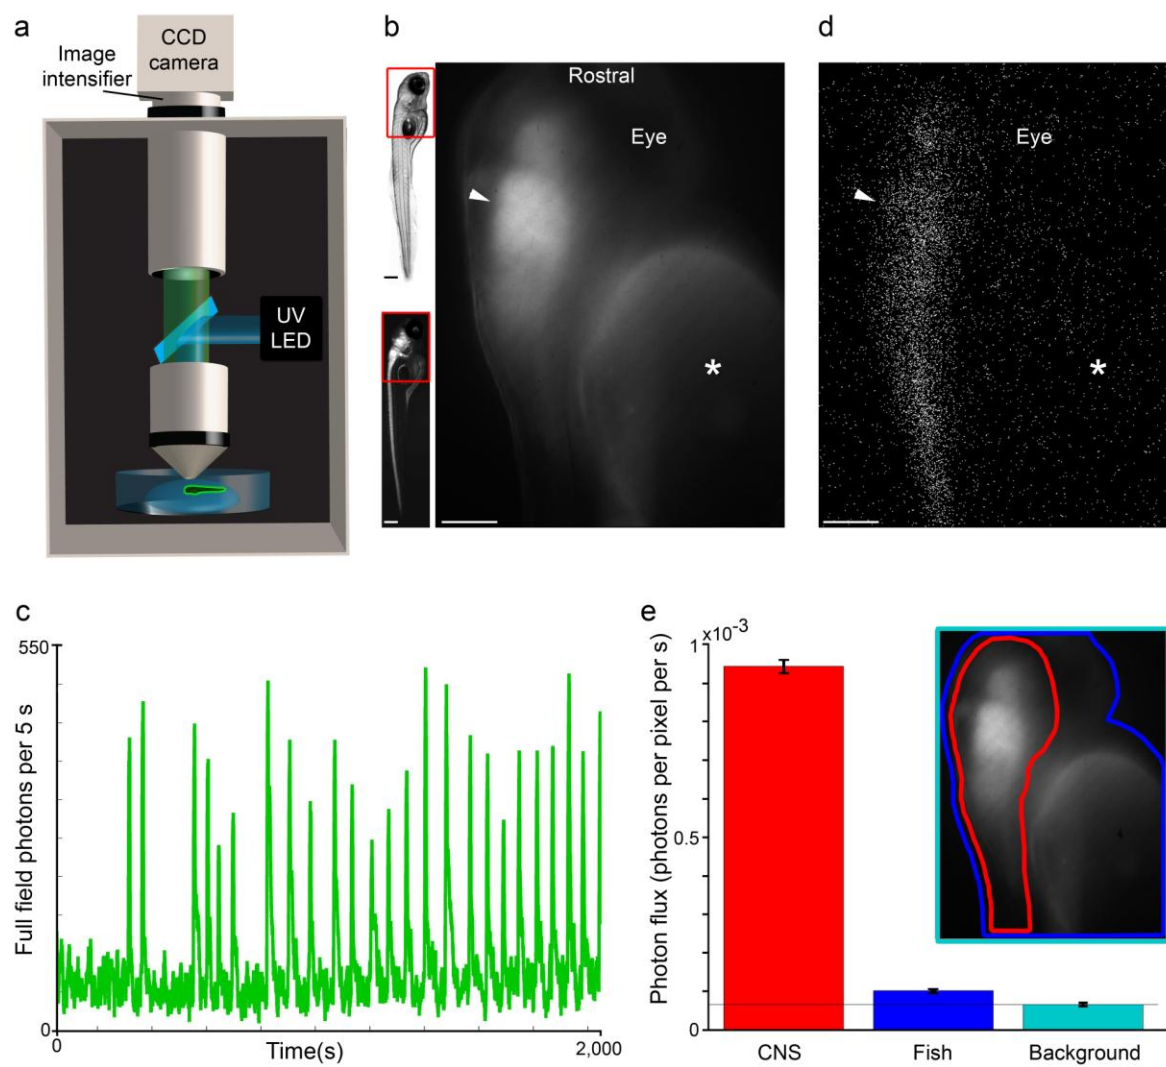 a
CCD
camera
Image
intensifier
UV
LED
b
Rostral
Eye
*
d
Eye
*
c
550
Full field photons per 5 s
0
0
Time(s)
2,000
e
1
×10-3
Photon flux (photons per pixel per s)
0.5
0
CNS
Fish
Background